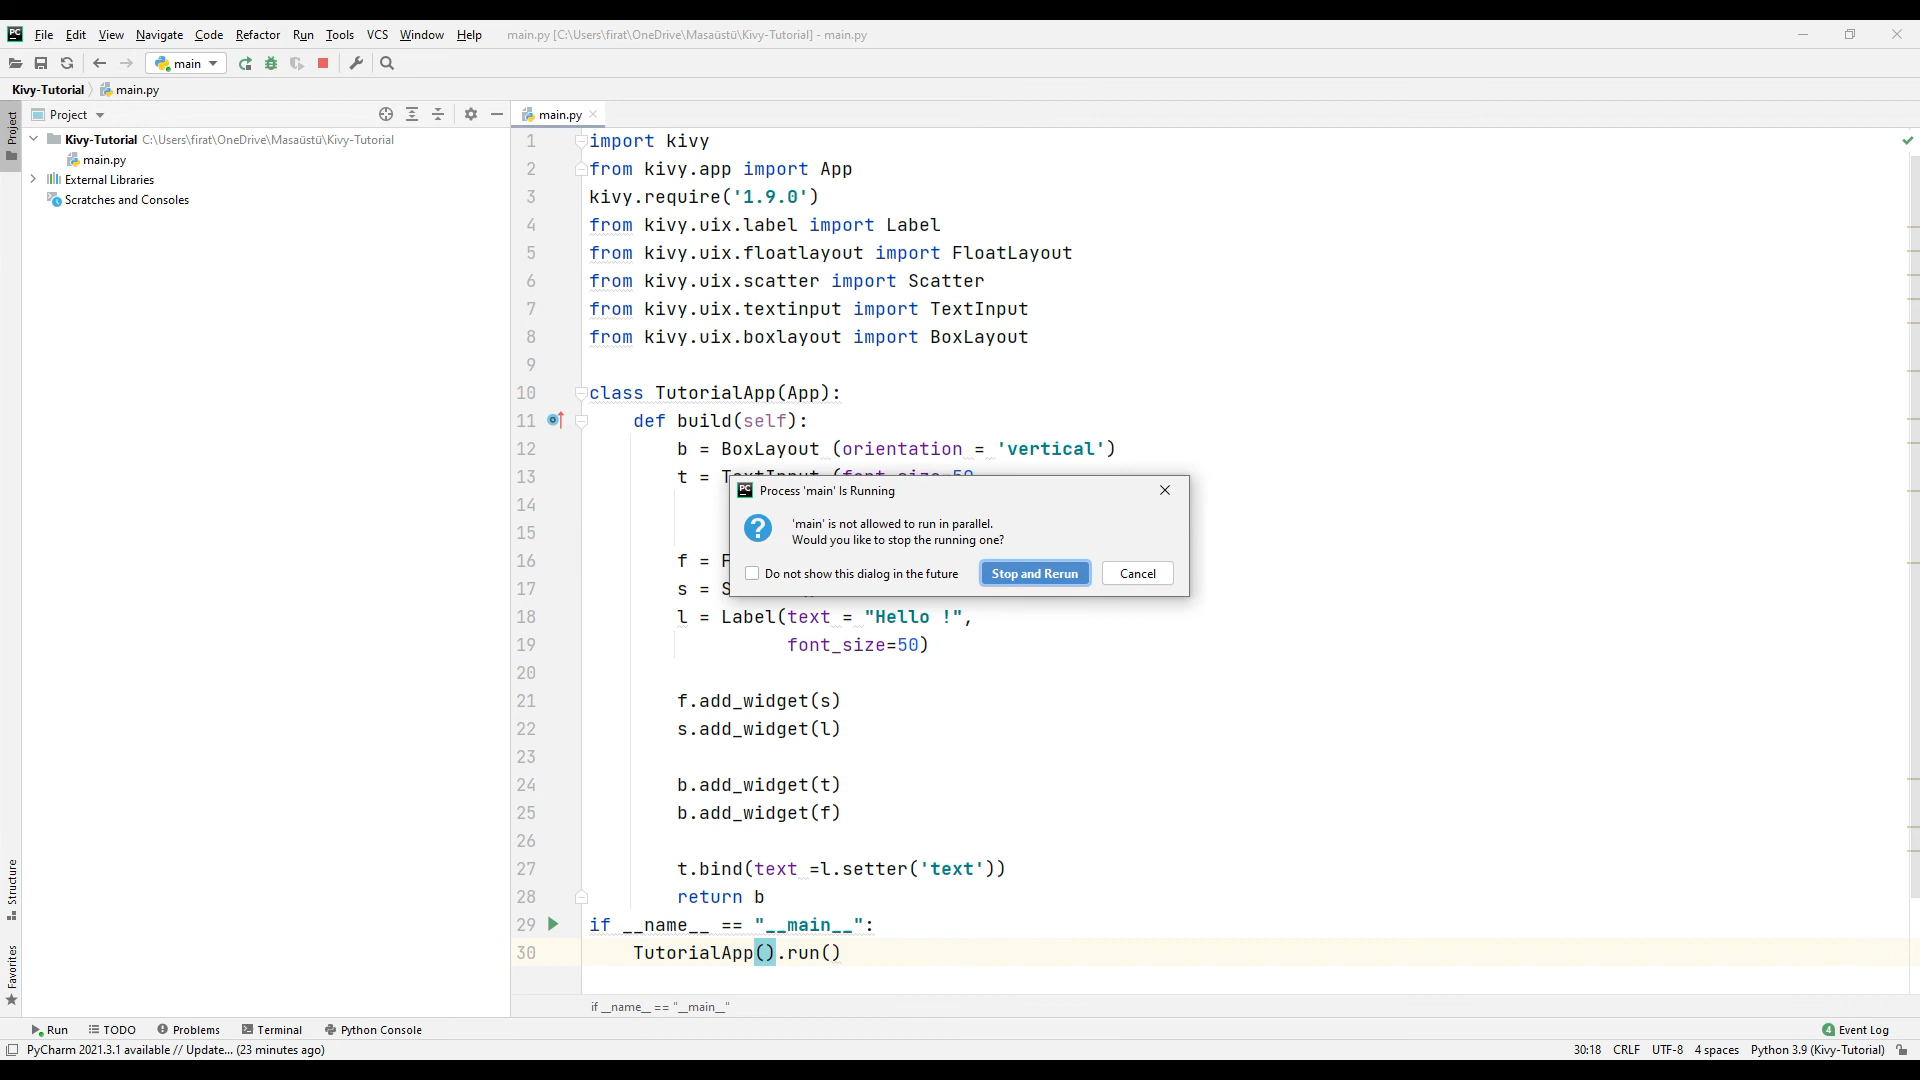 PC File Edit View Navigate Code Refactor Run Tools VCS Window Help main.py [C:\Users\firat\OneDrive\Masaüstü\Kivy-Tutorial] - main.py
main
Kivy-Tutorial main.py
Project
Project
main.py
Kivy-Tutorial C:\Users\firat\OneDrive\Masaüstü\Kivy-Tutorial
main.py
External Libraries
Scratches and Consoles
1 import kivy
2 from kivy.app import App
3 kivy.require('1.9.0')
4 from kivy.uix.label import Label
5 from kivy.uix.floatlayout import FloatLayout
6 from kivy.uix.scatter import Scatter
7 from kivy.uix.textinput import TextInput
8 from kivy.uix.boxlayout import BoxLayout
9
10 class TutorialApp(App):
11 def build(self):
12 b = BoxLayout (orientation = 'vertical')
13 t = TextInput (font_size=50
14
15
16 f = F
17 s = S
18 l = Label(text = "Hello !",
19 font_size=50)
20
21 f.add_widget(s)
22 s.add_widget(l)
23
24 b.add_widget(t)
25 b.add_widget(f)
26
27 t.bind(text =l.setter('text'))
28 return b
29 if __name__ == "__main__":
30 TutorialApp().run()
PC Process 'main' Is Running
'main' is not allowed to run in parallel.
Would you like to stop the running one?
Do not show this dialog in the future Stop and Rerun Cancel
Structure
Favorites
if __name__ == "__main__"
Run TODO Problems Terminal Python Console 4 Event Log
PyCharm 2021.3.1 available // Update... (23 minutes ago) 30:18 CRLF UTF-8 4 spaces Python 3.9 (Kivy-Tutorial)